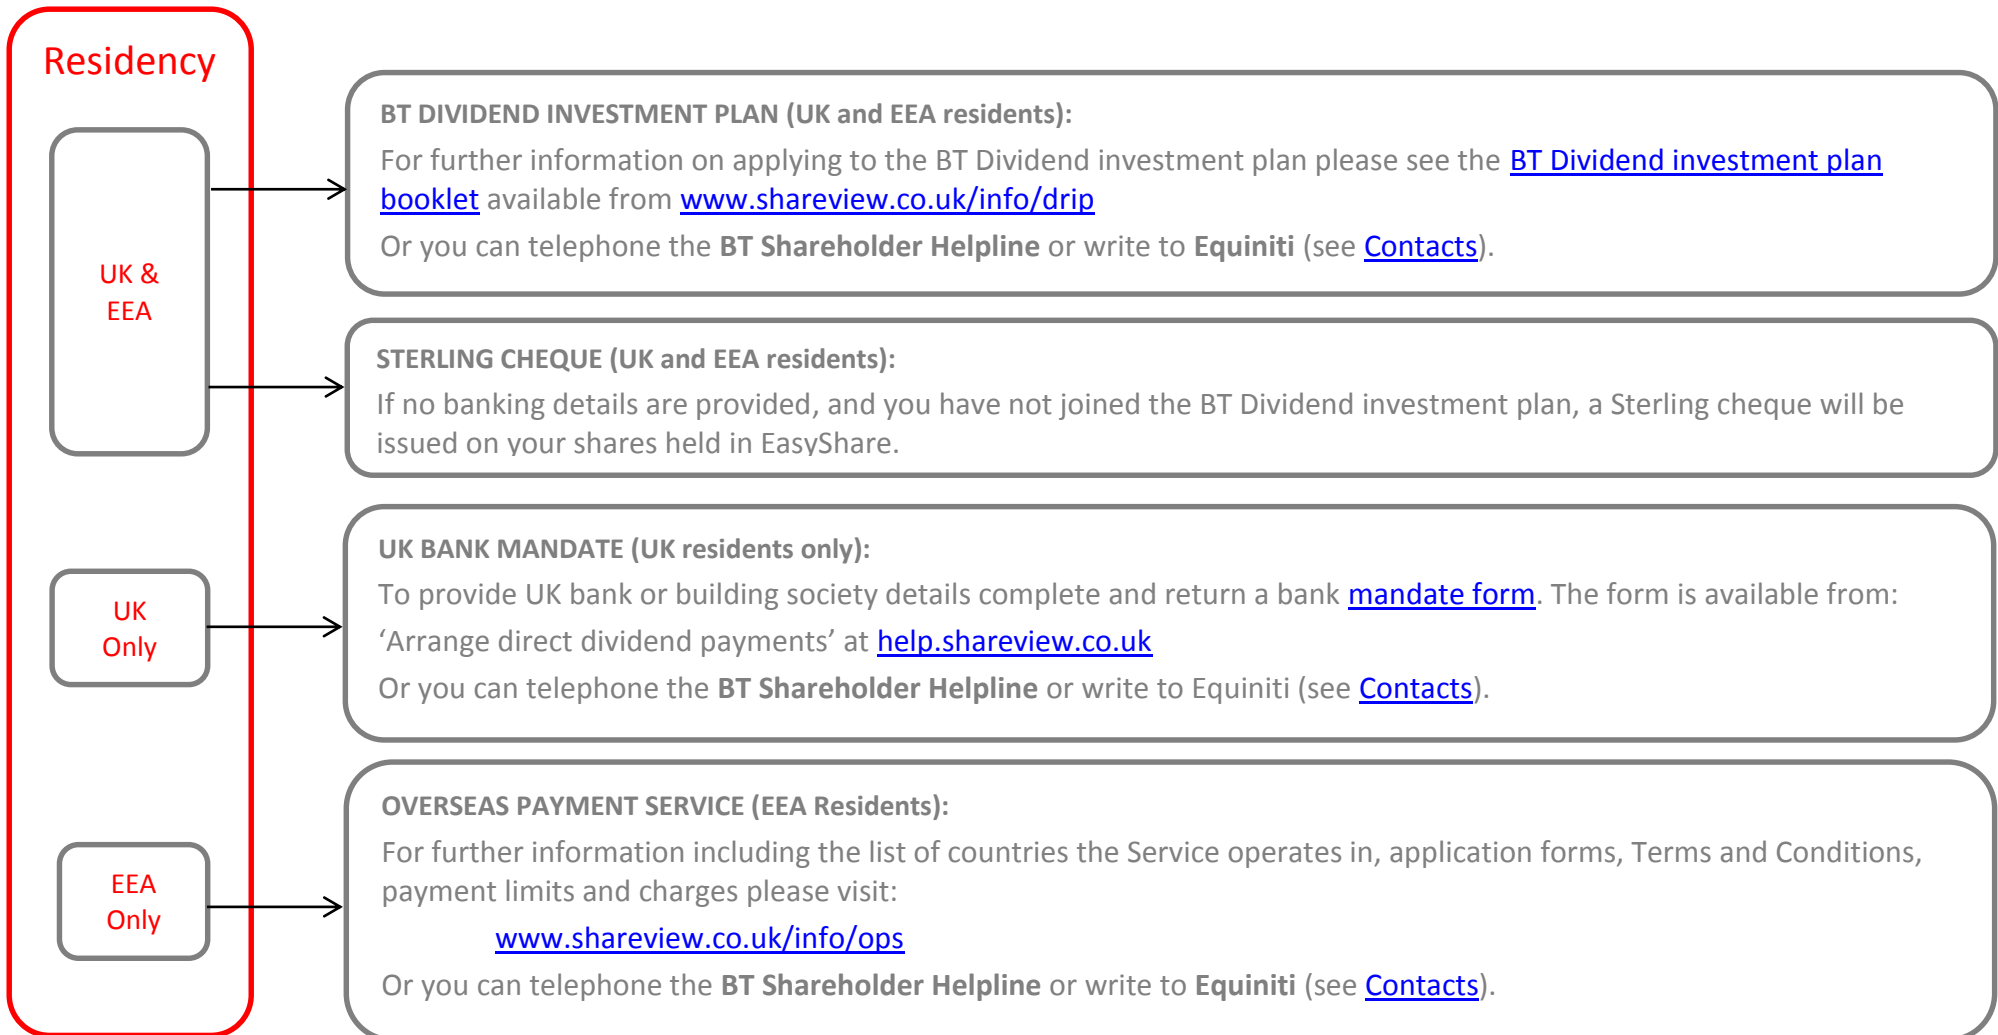 Residency
UK &
EEA
BT DIVIDEND INVESTMENT PLAN (UK and EEA residents):
For further information on applying to the BT Dividend investment plan please see the BT Dividend investment plan
booklet available from www.shareview.co.uk/info/drip
Or you can telephone the BT Shareholder Helpline or write to Equiniti (see Contacts).
STERLING CHEQUE (UK and EEA residents):
If no banking details are provided, and you have not joined the BT Dividend investment plan, a Sterling cheque will be
issued on your shares held in EasyShare.
UK
Only
UK BANK MANDATE (UK residents only):
To provide UK bank or building society details complete and return a bank mandate form. The form is available from:
‘Arrange direct dividend payments’ at help.shareview.co.uk
Or you can telephone the BT Shareholder Helpline or write to Equiniti (see Contacts).
EEA
Only
OVERSEAS PAYMENT SERVICE (EEA Residents):
For further information including the list of countries the Service operates in, application forms, Terms and Conditions,
payment limits and charges please visit:
www.shareview.co.uk/info/ops
Or you can telephone the BT Shareholder Helpline or write to Equiniti (see Contacts).